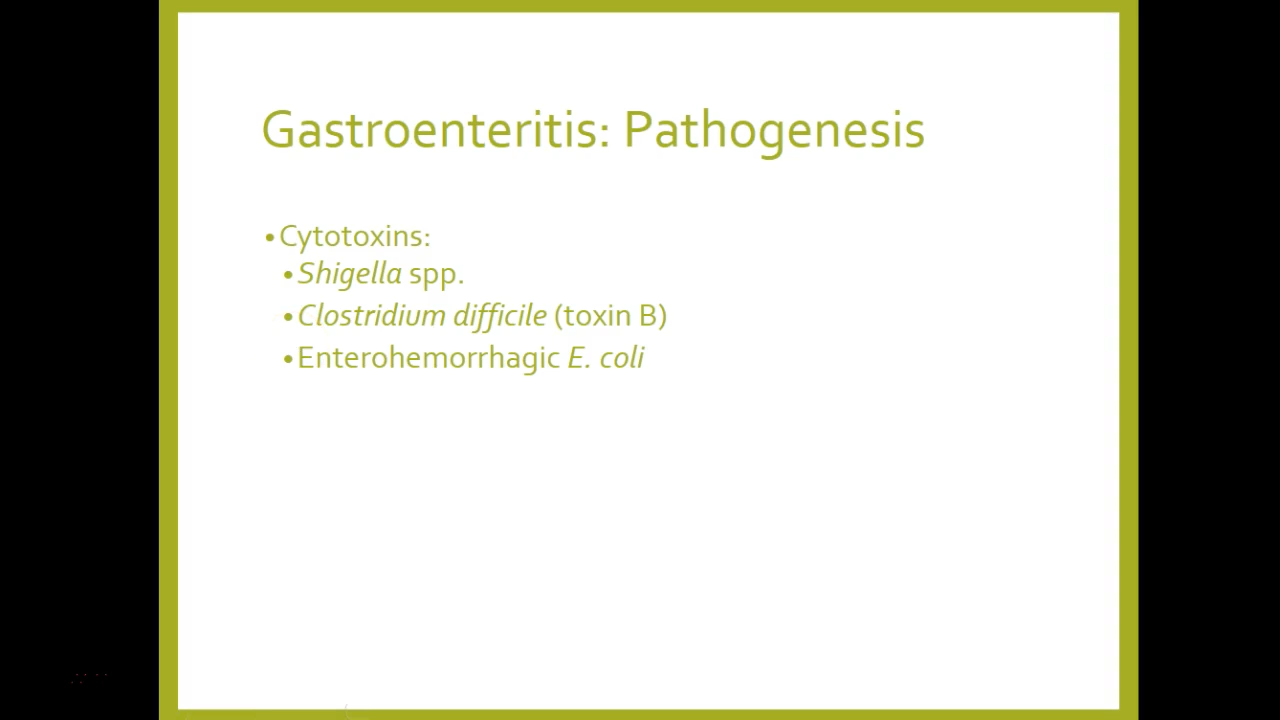 Gastroenteritis: Pathogenesis
•Cytotoxins:
•Shigella spp.
•Clostridium difficile (toxin B)
•Enterohemorrhagic E. coli